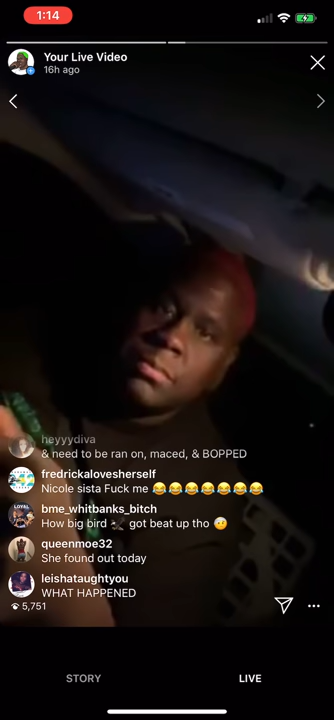 1:14
Your Live Video
16h ago
heyyydiva
& need to be ran on, maced, & BOPPED
fredrickalovesherself
Nicole sista Fuck me 😂😂😂😂😂😂😂
bme_whitbanks_bitch
How big bird 🦅 got beat up tho 🤕
queenmoe32
She found out today
leishataughtyou
WHAT HAPPENED
5,751
STORY LIVE